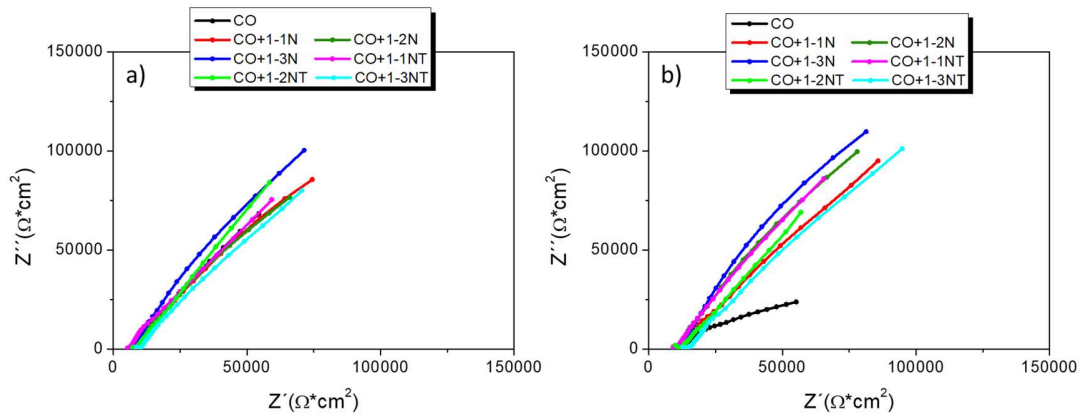 CO
CO+1-1N CO+1-2N
CO+1-3N CO+1-1NT
CO+1-2NT CO+1-3NT
a)
150000
100000
50000
0
0 50000 100000 150000
Z´´(Ω*cm²)
Z´(Ω*cm²)
CO
CO+1-1N CO+1-2N
CO+1-3N CO+1-1NT
CO+1-2NT CO+1-3NT
b)
150000
100000
50000
0
0 50000 100000 150000
Z´´(Ω*cm²)
Z´(Ω*cm²)